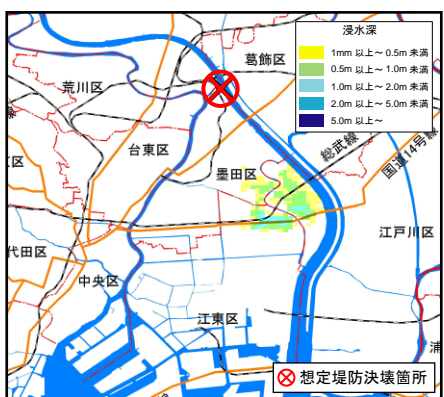 浸水深
1mm 以上～ 0.5m 未満
0.5m 以上～ 1.0m 未満
1.0m 以上～ 2.0m 未満
2.0m 以上～ 5.0m 未満
5.0m 以上～
葛飾区
荒川区
台東区
墨田区
総武線
国道14号線
江戸川区
代田区
中央区
江東区
浦
線
区
想定堤防決壊箇所